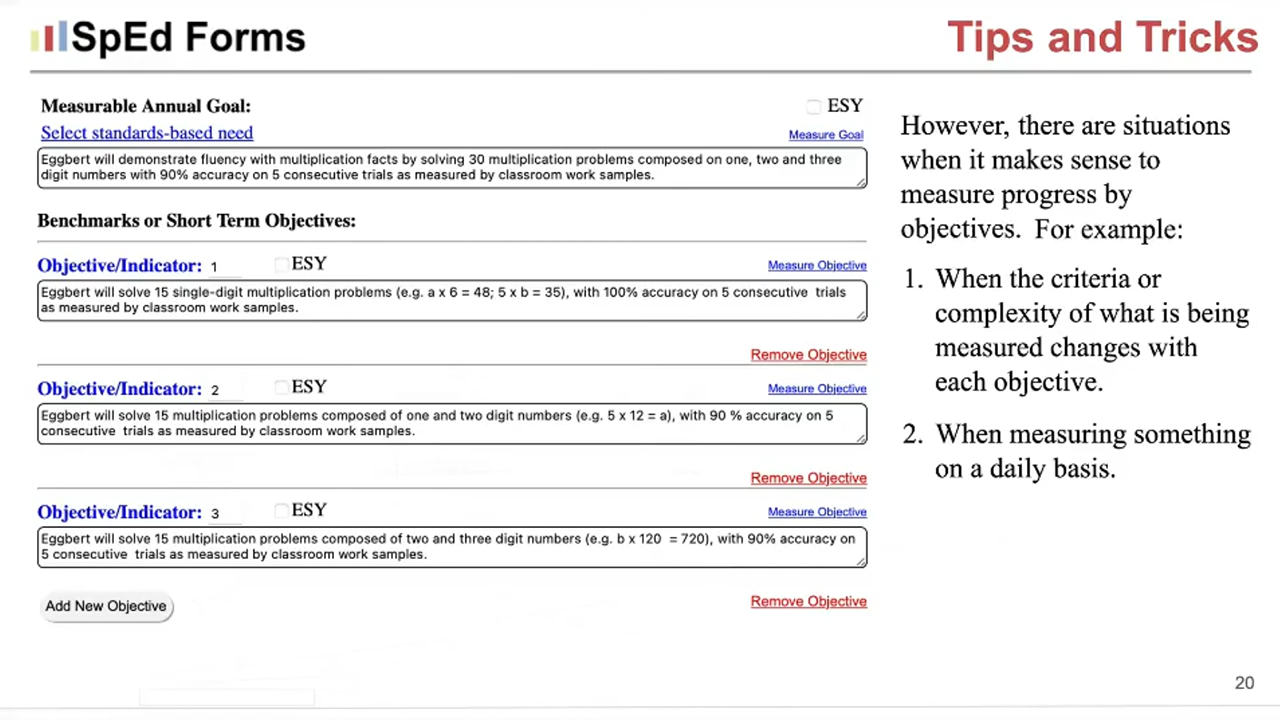 SpEd Forms
Tips and Tricks
Measurable Annual Goal:
ESY
Select standards-based need
Measure Goal
Eggbert will demonstrate fluency with multiplication facts by solving 30 multiplication problems composed on one, two and three
digit numbers with 90% accuracy on 5 consecutive trials as measured by classroom work samples.
Benchmarks or Short Term Objectives:
Objective/Indicator: 1
ESY
Measure Objective
Eggbert will solve 15 single-digit multiplication problems (e.g. a x 6 = 48; 5 x b = 35), with 100% accuracy on 5 consecutive trials
as measured by classroom work samples.
Remove Objective
Objective/Indicator: 2
ESY
Measure Objective
Eggbert will solve 15 multiplication problems composed of one and two digit numbers (e.g. 5 x 12 = a), with 90 % accuracy on 5
consecutive trials as measured by classroom work samples.
Remove Objective
Objective/Indicator: 3
ESY
Measure Objective
Eggbert will solve 15 multiplication problems composed of two and three digit numbers (e.g. b x 120 = 720), with 90% accuracy on
5 consecutive trials as measured by classroom work samples.
Add New Objective
Remove Objective
However, there are situations
when it makes sense to
measure progress by
objectives. For example:
1. When the criteria or
complexity of what is being
measured changes with
each objective.
2. When measuring something
on a daily basis.
20